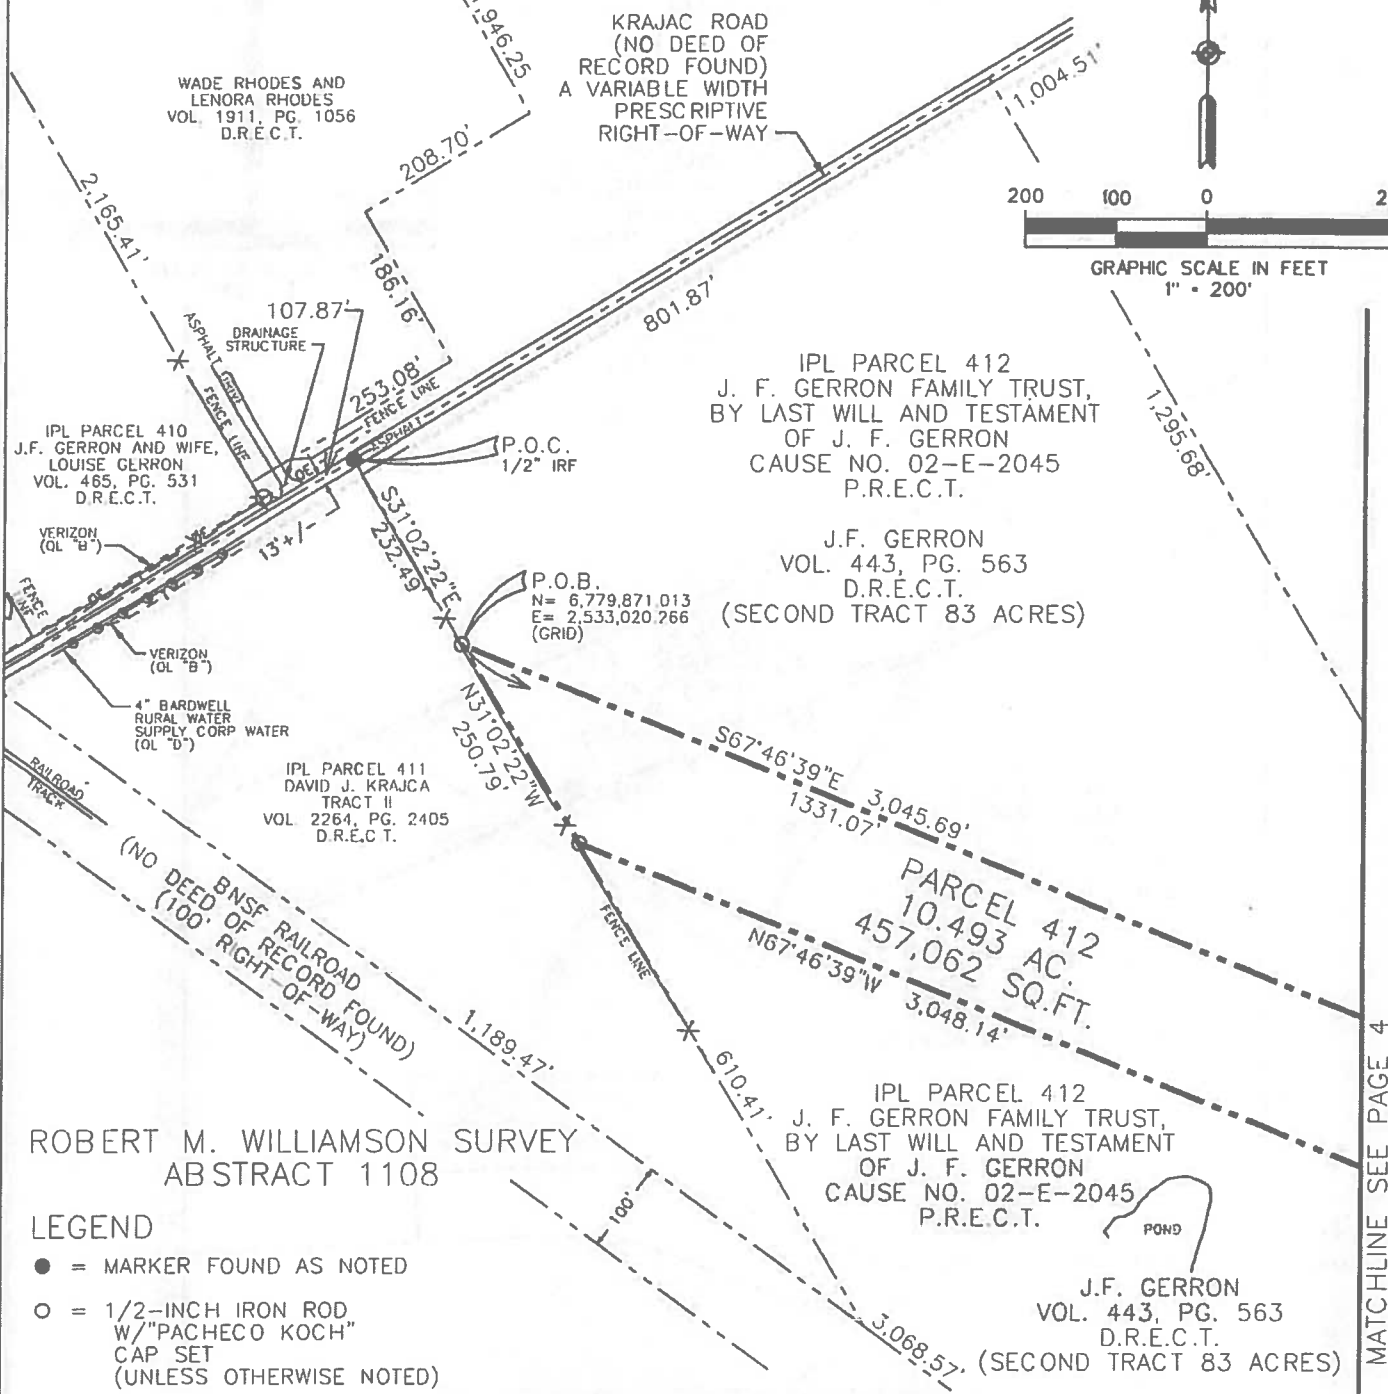 1,946.25
KRAJAC ROAD
(NO DEED OF
RECORD FOUND)
A VARIABLE WIDTH
PRESCRIPTIVE
RIGHT-OF-WAY
1,004.51'
WADE RHODES AND
LENORA RHODES
VOL. 1911, PG. 1056
D.R.E.C.T.
208.70'
2,165.41'
186.16'
200 100 0 2
GRAPHIC SCALE IN FEET
1" = 200'
801.87'
107.87'
DRAINAGE
STRUCTURE
ASPHALT DRIVE
FENCE LINE
253.08'
FENCE LINE
ASPHALT
OE
IPL PARCEL 410
J.F. GERRON AND WIFE,
LOUISE GERRON
VOL. 465, PG. 531
D.R.E.C.T.
P.O.C.
1/2" IRF
IPL PARCEL 412
J. F. GERRON FAMILY TRUST,
BY LAST WILL AND TESTAMENT
OF J. F. GERRON
CAUSE NO. 02-E-2045
P.R.E.C.T.
1,295.68'
J.F. GERRON
VOL. 443, PG. 563
D.R.E.C.T.
(SECOND TRACT 83 ACRES)
VERIZON
(QL "B")
13'+/-
S31°02'22"E
232.49'
P.O.B.
N= 6,779,871.013
E= 2,533,020.266
(GRID)
FENCE
OE
VERIZON
(QL "B")
4" BARDWELL
RURAL WATER
SUPPLY CORP WATER
(QL "D")
N31°02'22"W
250.79'
RAILROAD
TRACK
IPL PARCEL 411
DAVID J. KRAJCA
TRACT II
VOL. 2264, PG. 2405
D.R.E.C.T.
S67°46'39"E 3,045.69'
1331.07'
PARCEL 412
10.493 AC.
457,062 SQ.FT.
N67°46'39"W 3,048.14'
FENCE LINE
BNSF RAILROAD
(NO DEED OF RECORD FOUND)
(100' RIGHT-OF-WAY)
1,189.47'
610.41'
IPL PARCEL 412
J. F. GERRON FAMILY TRUST,
BY LAST WILL AND TESTAMENT
OF J. F. GERRON
CAUSE NO. 02-E-2045
P.R.E.C.T.
POND
ROBERT M. WILLIAMSON SURVEY
ABSTRACT 1108
100'
LEGEND
● = MARKER FOUND AS NOTED
○ = 1/2-INCH IRON ROD
W/"PACHECO KOCH"
CAP SET
(UNLESS OTHERWISE NOTED)
3,068.57'
J.F. GERRON
VOL. 443, PG. 563
D.R.E.C.T.
(SECOND TRACT 83 ACRES)
MATCHLINE SEE PAGE 4